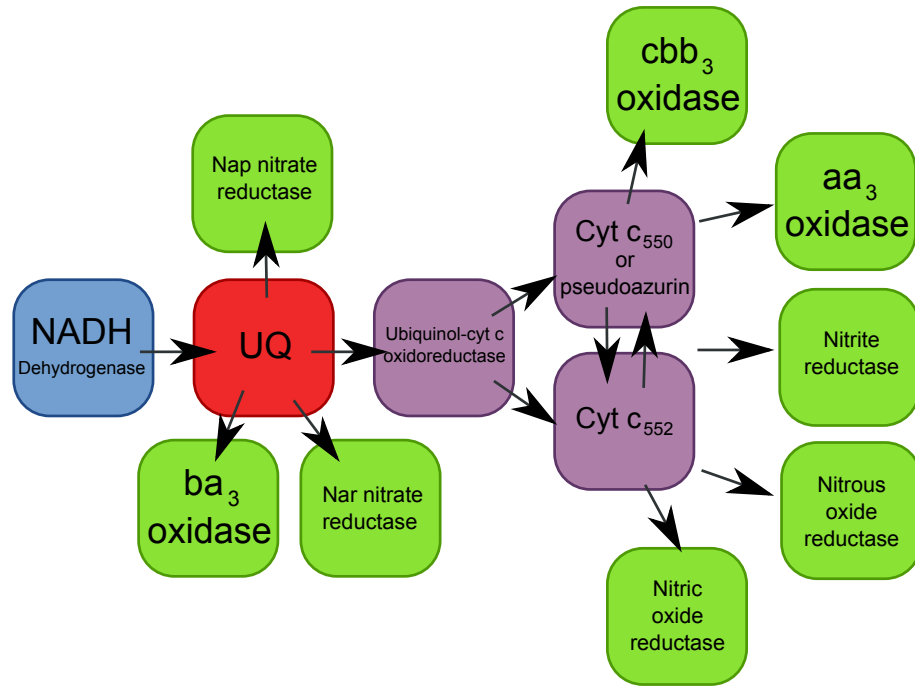 cbb₃
oxidase
Nap nitrate
reductase
aa₃
oxidase
Cyt c₅₅₀
or
pseudoazurin
NADH
Dehydrogenase
UQ
Ubiquinol-cyt c
oxidoreductase
Nitrite
reductase
Cyt c₅₅₂
ba₃
oxidase
Nar nitrate
reductase
Nitrous
oxide
reductase
Nitric
oxide
reductase